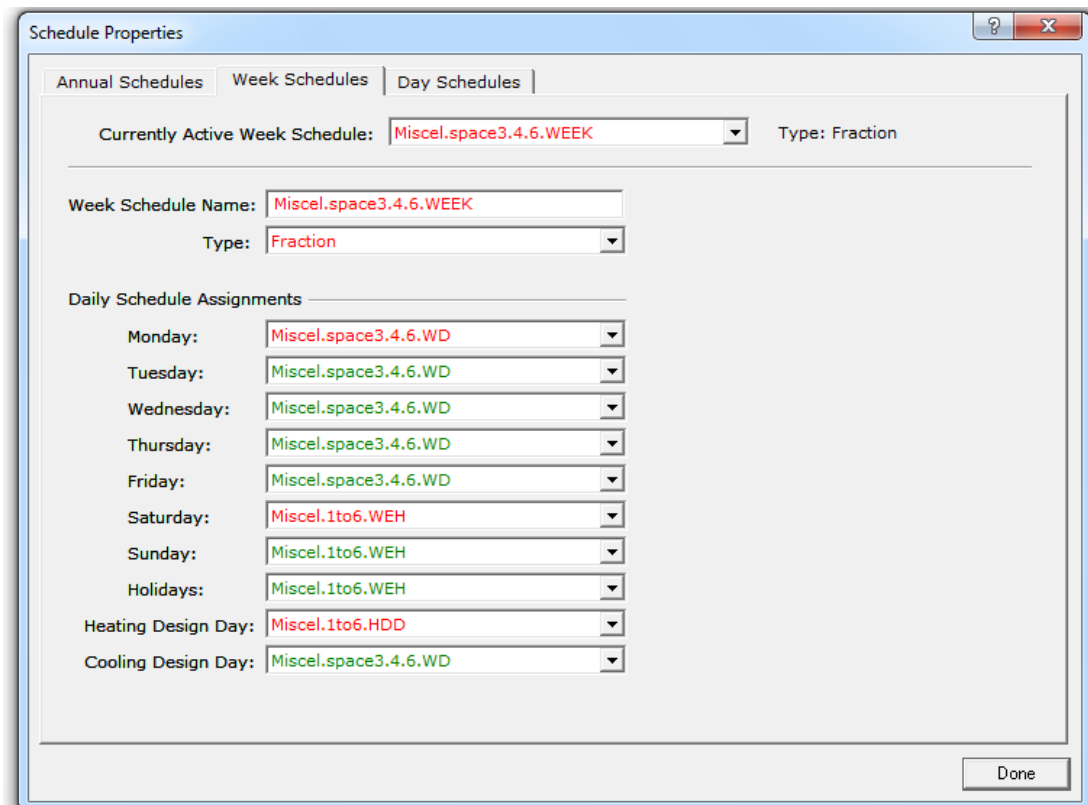 Schedule Properties
Annual Schedules Week Schedules Day Schedules
Currently Active Week Schedule: Miscel.space3.4.6.WEEK Type: Fraction
Week Schedule Name: Miscel.space3.4.6.WEEK
Type: Fraction
Daily Schedule Assignments
Monday: Miscel.space3.4.6.WD
Tuesday: Miscel.space3.4.6.WD
Wednesday: Miscel.space3.4.6.WD
Thursday: Miscel.space3.4.6.WD
Friday: Miscel.space3.4.6.WD
Saturday: Miscel.1to6.WEH
Sunday: Miscel.1to6.WEH
Holidays: Miscel.1to6.WEH
Heating Design Day: Miscel.1to6.HDD
Cooling Design Day: Miscel.space3.4.6.WD
Done